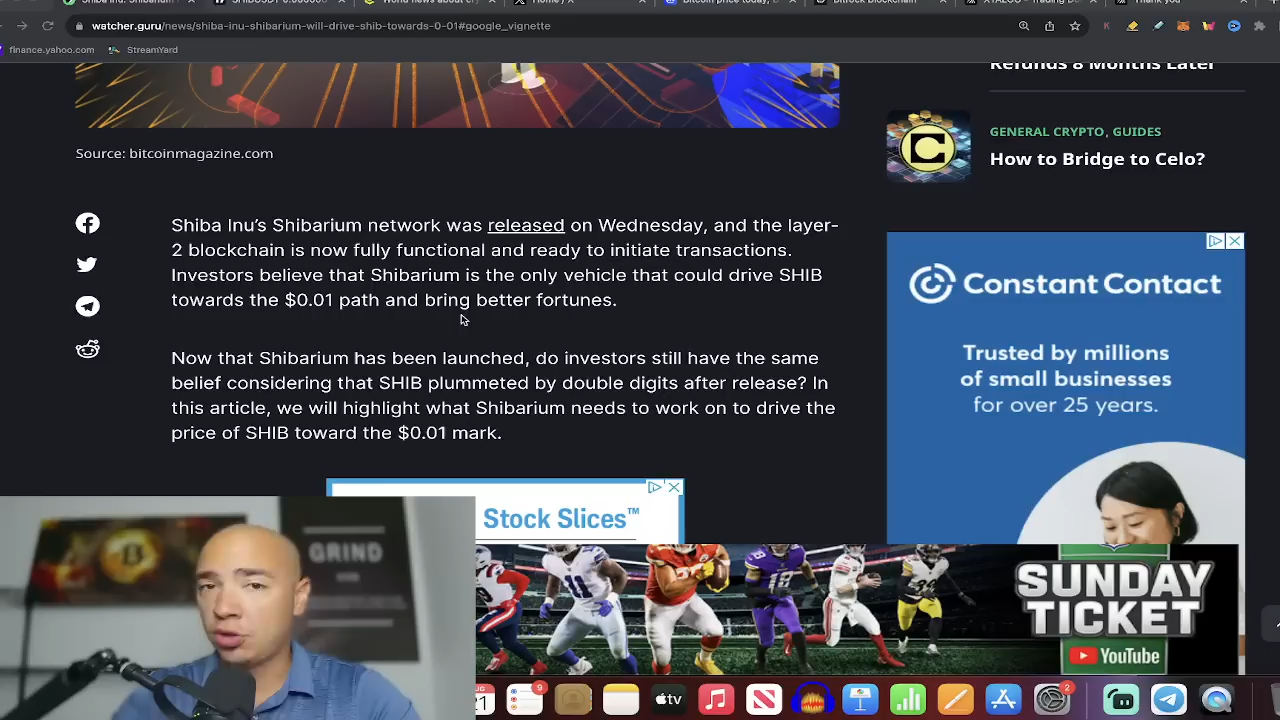 watcher.guru/news/shiba-inu-shibarium-will-drive-shib-towards-0-01#google_vignette
finance.yahoo.com
StreamYard
Refunds 8 Months Later
Source: bitcoinmagazine.com
GENERAL CRYPTO, GUIDES
How to Bridge to Celo?
Shiba Inu’s Shibarium network was released on Wednesday, and the layer-
2 blockchain is now fully functional and ready to initiate transactions.
Investors believe that Shibarium is the only vehicle that could drive SHIB
towards the $0.01 path and bring better fortunes.
Now that Shibarium has been launched, do investors still have the same
belief considering that SHIB plummeted by double digits after release? In
this article, we will highlight what Shibarium needs to work on to drive the
price of SHIB toward the $0.01 mark.
Constant Contact
Trusted by millions
of small businesses
for over 25 years.
Stock Slices™
GRIND
11
18
SUNDAY
TICKET
YouTube
9
tv
2